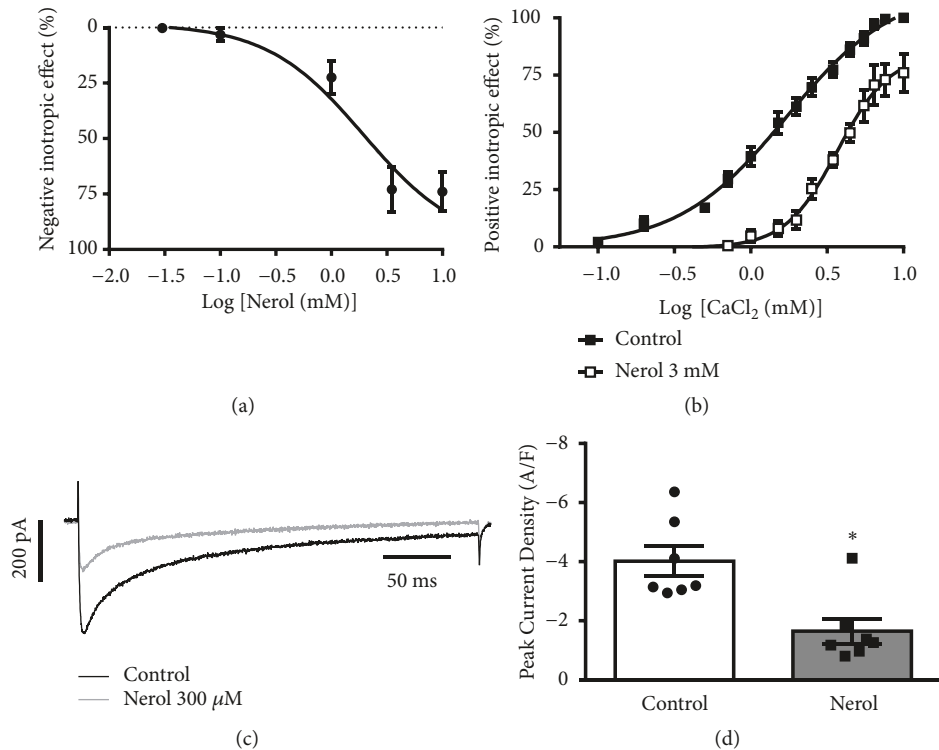 Negative inotropic effect (%)
0
25
50
75
100
−2.0 −1.5 −1.0 −0.5 0.0 0.5 1.0
Log [Nerol (mM)]
(a)
Positive inotropic effect (%)
100
75
50
25
0
−1.0 −0.5 0.0 0.5 1.0
Log [CaCl₂ (mM)]
Control
Nerol 3 mM
(b)
200 pA
50 ms
Control
Nerol 300 μM
(c)
Peak Current Density (A/F)
−8
−6
−4
−2
0
*
Control Nerol
(d)